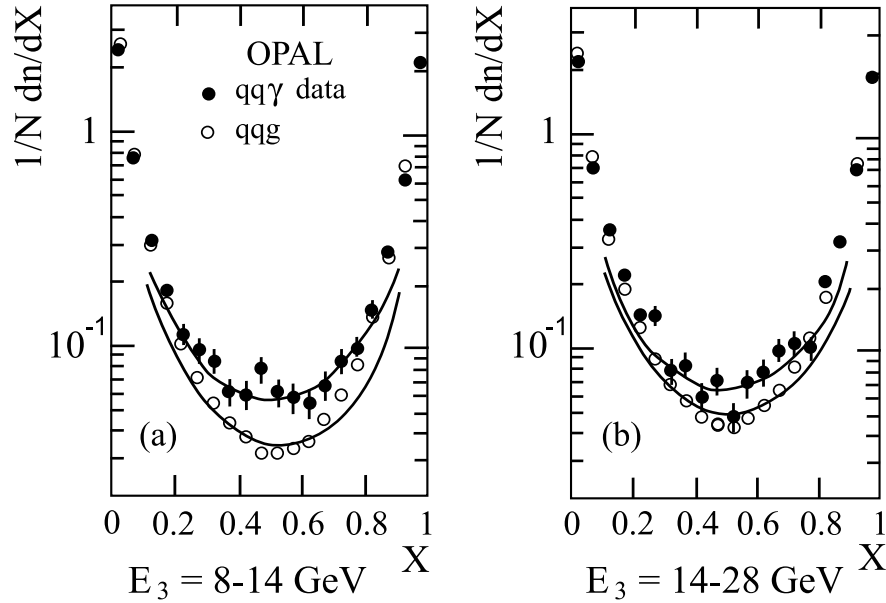 1/N dn/dX
OPAL
qqγ data
qqg
1
10⁻¹
(a)
0 0.2 0.4 0.6 0.8 1
X
E₃ = 8-14 GeV
1/N dn/dX
1
10⁻¹
(b)
0 0.2 0.4 0.6 0.8 1
X
E₃ = 14-28 GeV